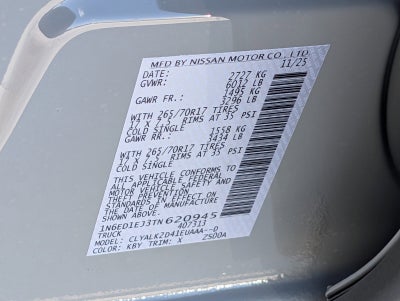 MFD BY NISSAN MOTOR CO., LTD
DATE: 11/25
GVWR: 2727 KG
6012 LB
GAWR FR.: 1495 KG
3296 LB
WITH 265/70R17 TIRES
17 X 7.5 RIMS AT 35 PSI
COLD SINGLE
GAWR RR.: 1558 KG
3434 LB
WITH 265/70R17 TIRES
17 X 7.5 RIMS AT 35 PSI
COLD SINGLE
THIS VEHICLE CONFORMS TO
ALL APPLICABLE FEDERAL
MOTOR VEHICLE SAFETY AND
THEFT PREVENTION
STANDARDS IN EFFECT ON
THE DATE OF MANUFACTURE
SHOWN ABOVE
1N6ED1EJ3TN620945
TRUCK 407313
MODEL: CLYALK2D41EUAAA--D
COLOR: KBY TRIM: X 2500A